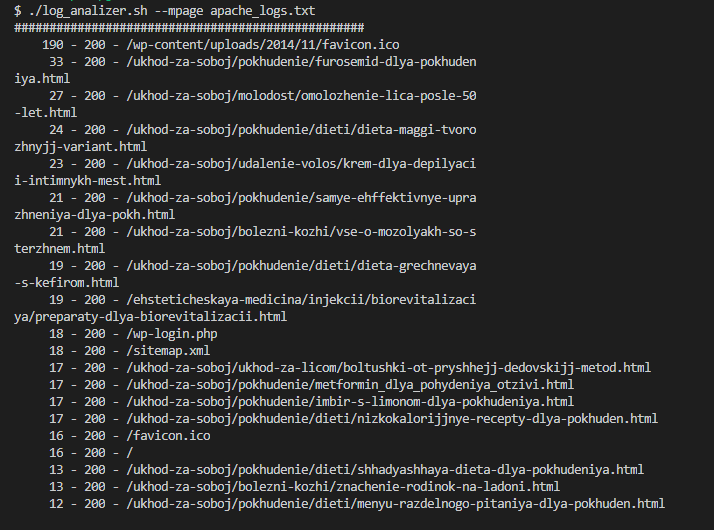 $ ./log_analizer.sh --mpage apache_logs.txt
##################################################
190 - 200 - /wp-content/uploads/2014/11/favicon.ico
33 - 200 - /ukhod-za-soboj/pokhudenie/furosemid-dlya-pokhuden
iya.html
27 - 200 - /ukhod-za-soboj/molodost/omolozhenie-lica-posle-50
-let.html
24 - 200 - /ukhod-za-soboj/pokhudenie/dieti/dieta-maggi-tvoro
zhnyjj-variant.html
23 - 200 - /ukhod-za-soboj/udalenie-volos/krem-dlya-depilyaci
i-intimnykh-mest.html
21 - 200 - /ukhod-za-soboj/pokhudenie/samye-ehffektivnye-upra
zhneniya-dlya-pokh.html
21 - 200 - /ukhod-za-soboj/bolezni-kozhi/vse-o-mozolyakh-so-s
terzhnem.html
19 - 200 - /ukhod-za-soboj/pokhudenie/dieti/dieta-grechnevaya
-s-kefirom.html
19 - 200 - /ehsteticheskaya-medicina/injekcii/biorevitalizaci
ya/preparaty-dlya-biorevitalizacii.html
18 - 200 - /wp-login.php
18 - 200 - /sitemap.xml
17 - 200 - /ukhod-za-soboj/ukhod-za-licom/boltushki-ot-pryshhejj-dedovskijj-metod.html
17 - 200 - /ukhod-za-soboj/pokhudenie/metformin_dlya_pohydeniya_otzivi.html
17 - 200 - /ukhod-za-soboj/pokhudenie/imbir-s-limonom-dlya-pokhudeniya.html
17 - 200 - /ukhod-za-soboj/pokhudenie/dieti/nizkokalorijjnye-recepty-dlya-pokhuden.html
16 - 200 - /favicon.ico
16 - 200 - /
13 - 200 - /ukhod-za-soboj/pokhudenie/dieti/shhadyashhaya-dieta-dlya-pokhudeniya.html
13 - 200 - /ukhod-za-soboj/bolezni-kozhi/znachenie-rodinok-na-ladoni.html
12 - 200 - /ukhod-za-soboj/pokhudenie/dieti/menyu-razdelnogo-pitaniya-dlya-pokhuden.html